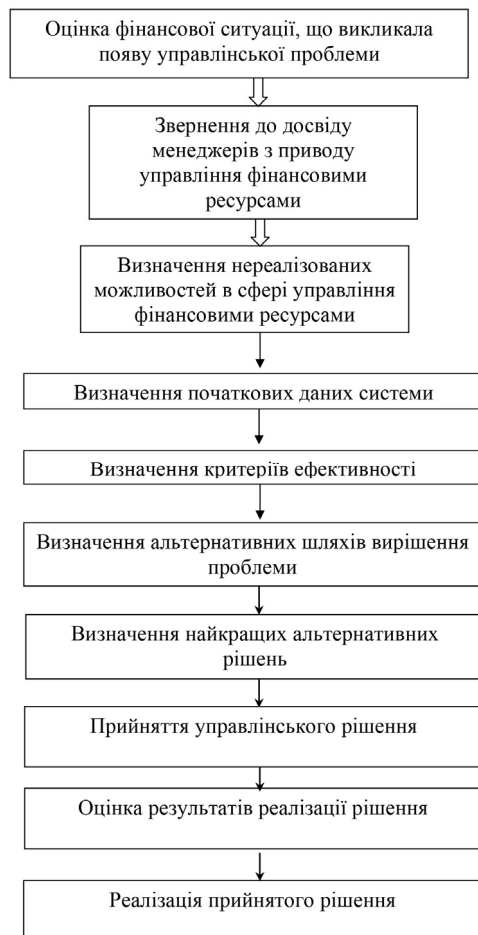 Оцінка фінансової ситуації, що викликала
появу управлінської проблеми
Звернення до досвіду
менеджерів з приводу
управління фінансовими
ресурсами
Визначення нереалізованих
можливостей в сфері управління
фінансовими ресурсами
Визначення початкових даних системи
Визначення критеріїв ефективності
Визначення альтернативних шляхів вирішення
проблеми
Визначення найкращих альтернативних
рішень
Прийняття управлінського рішення
Оцінка результатів реалізації рішення
Реалізація прийнятого рішення